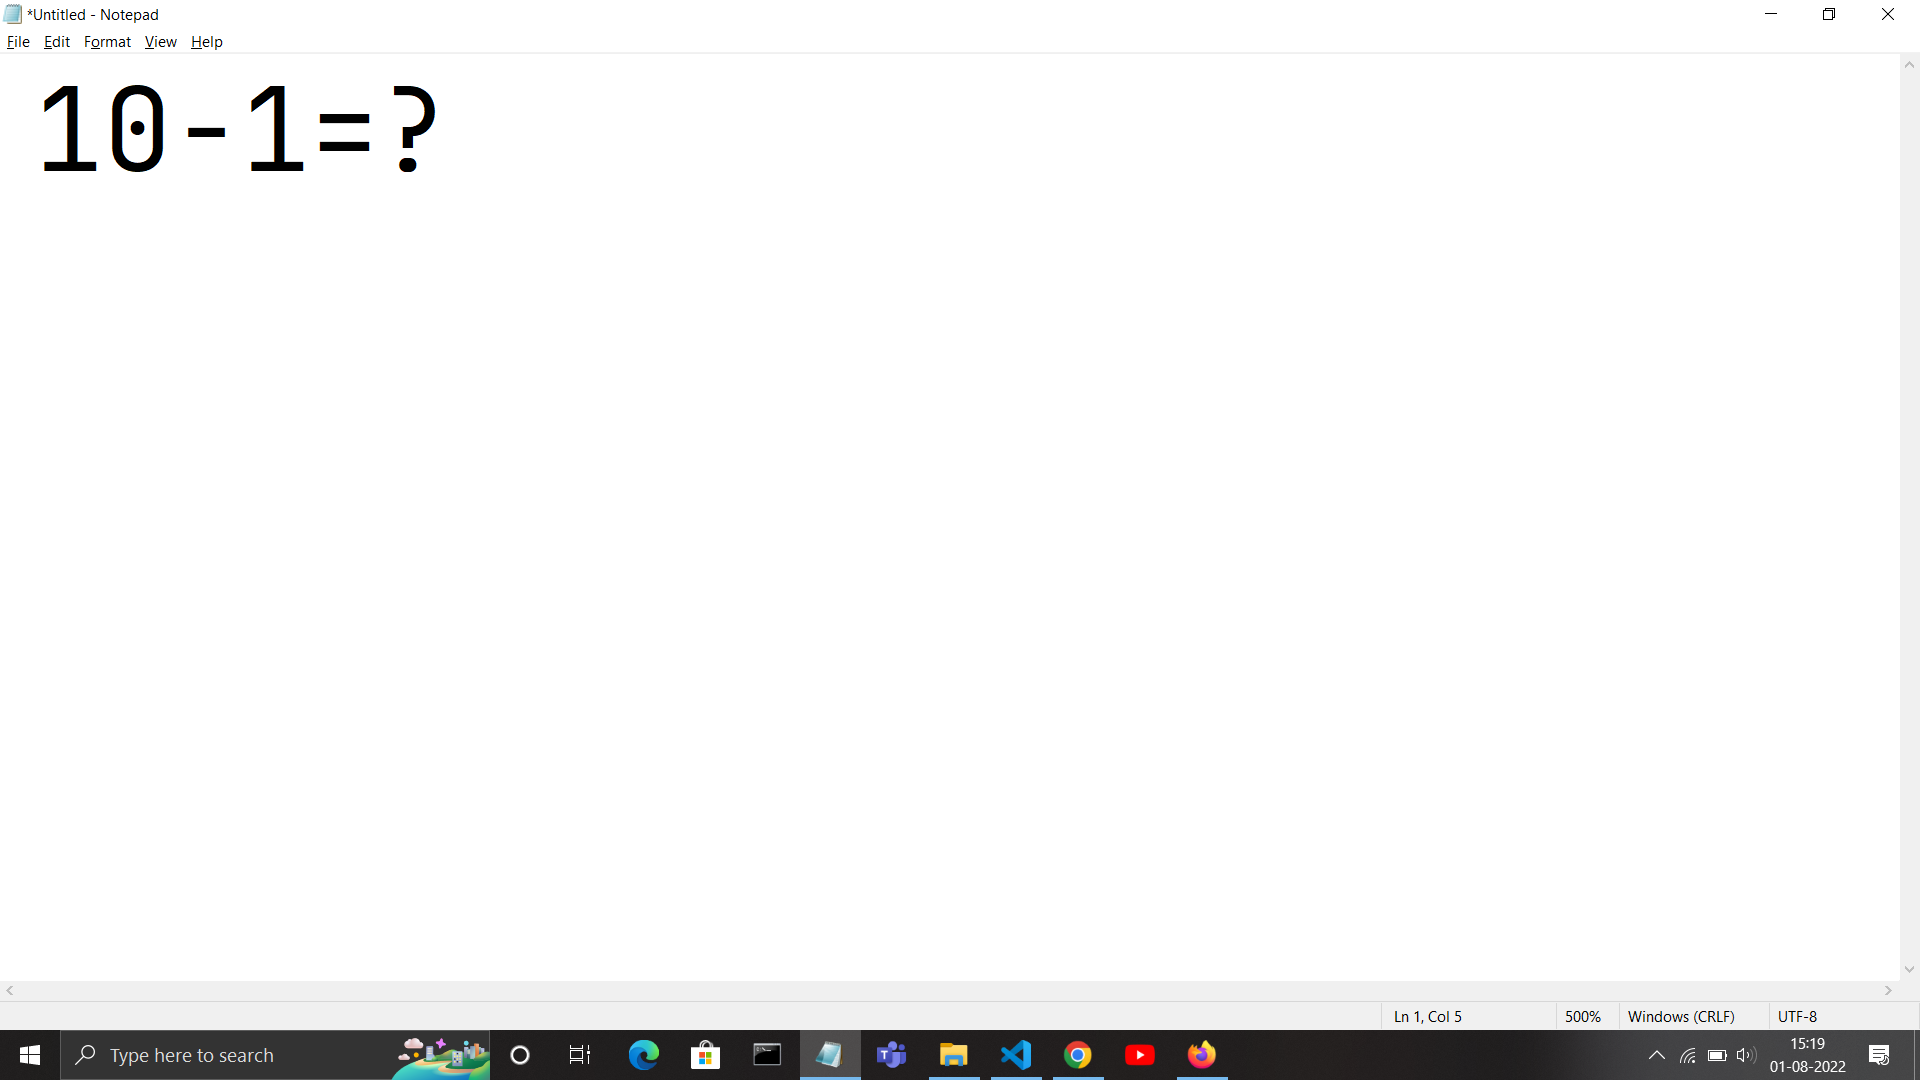 *Untitled - Notepad
File Edit Format View Help
10-1=?
Ln 1, Col 5 500% Windows (CRLF) UTF-8
Type here to search
15:19
01-08-2022